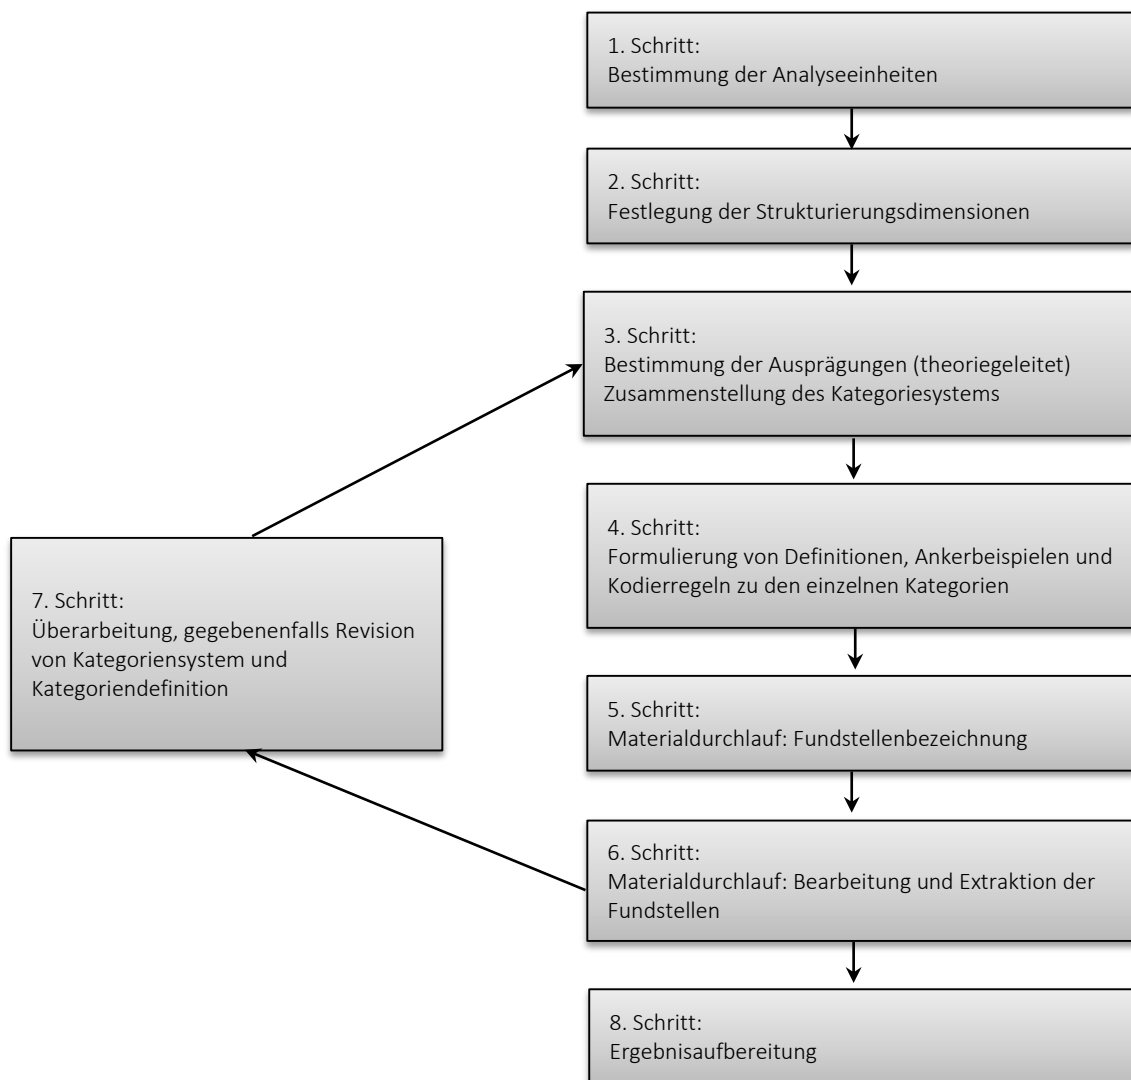 1. Schritt:
Bestimmung der Analyseeinheiten
2. Schritt:
Festlegung der Strukturierungsdimensionen
3. Schritt:
Bestimmung der Ausprägungen (theoriegeleitet)
Zusammenstellung des Kategoriesystems
4. Schritt:
Formulierung von Definitionen, Ankerbeispielen und
Kodierregeln zu den einzelnen Kategorien
5. Schritt:
Materialdurchlauf: Fundstellenbezeichnung
6. Schritt:
Materialdurchlauf: Bearbeitung und Extraktion der
Fundstellen
7. Schritt:
Überarbeitung, gegebenenfalls Revision
von Kategoriensystem und
Kategoriendefinition
8. Schritt:
Ergebnisaufbereitung